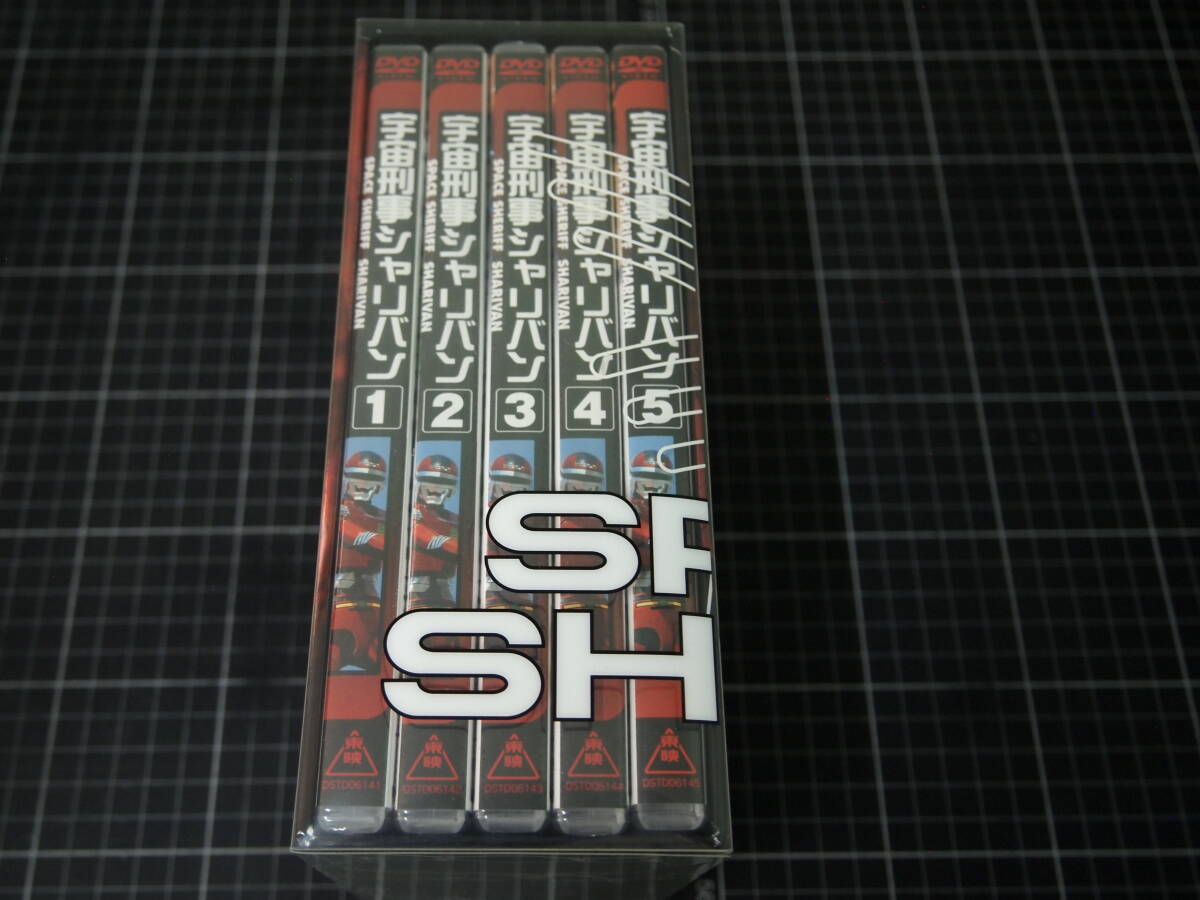 DVD
宇宙刑事シャリバン
SPACE SHERIFF SHARIVAN
1
東映
DSTD06141
DVD
宇宙刑事シャリバン
SPACE SHERIFF SHARIVAN
2
東映
DSTD06142
DVD
宇宙刑事シャリバン
SPACE SHERIFF SHARIVAN
3
東映
DSTD06143
DVD
宇宙刑事シャリバン
SPACE SHERIFF SHARIVAN
4
東映
DSTD06144
DVD
宇宙刑事シャリバン
SPACE SHERIFF SHARIVAN
5
東映
DSTD06145
SP
SH